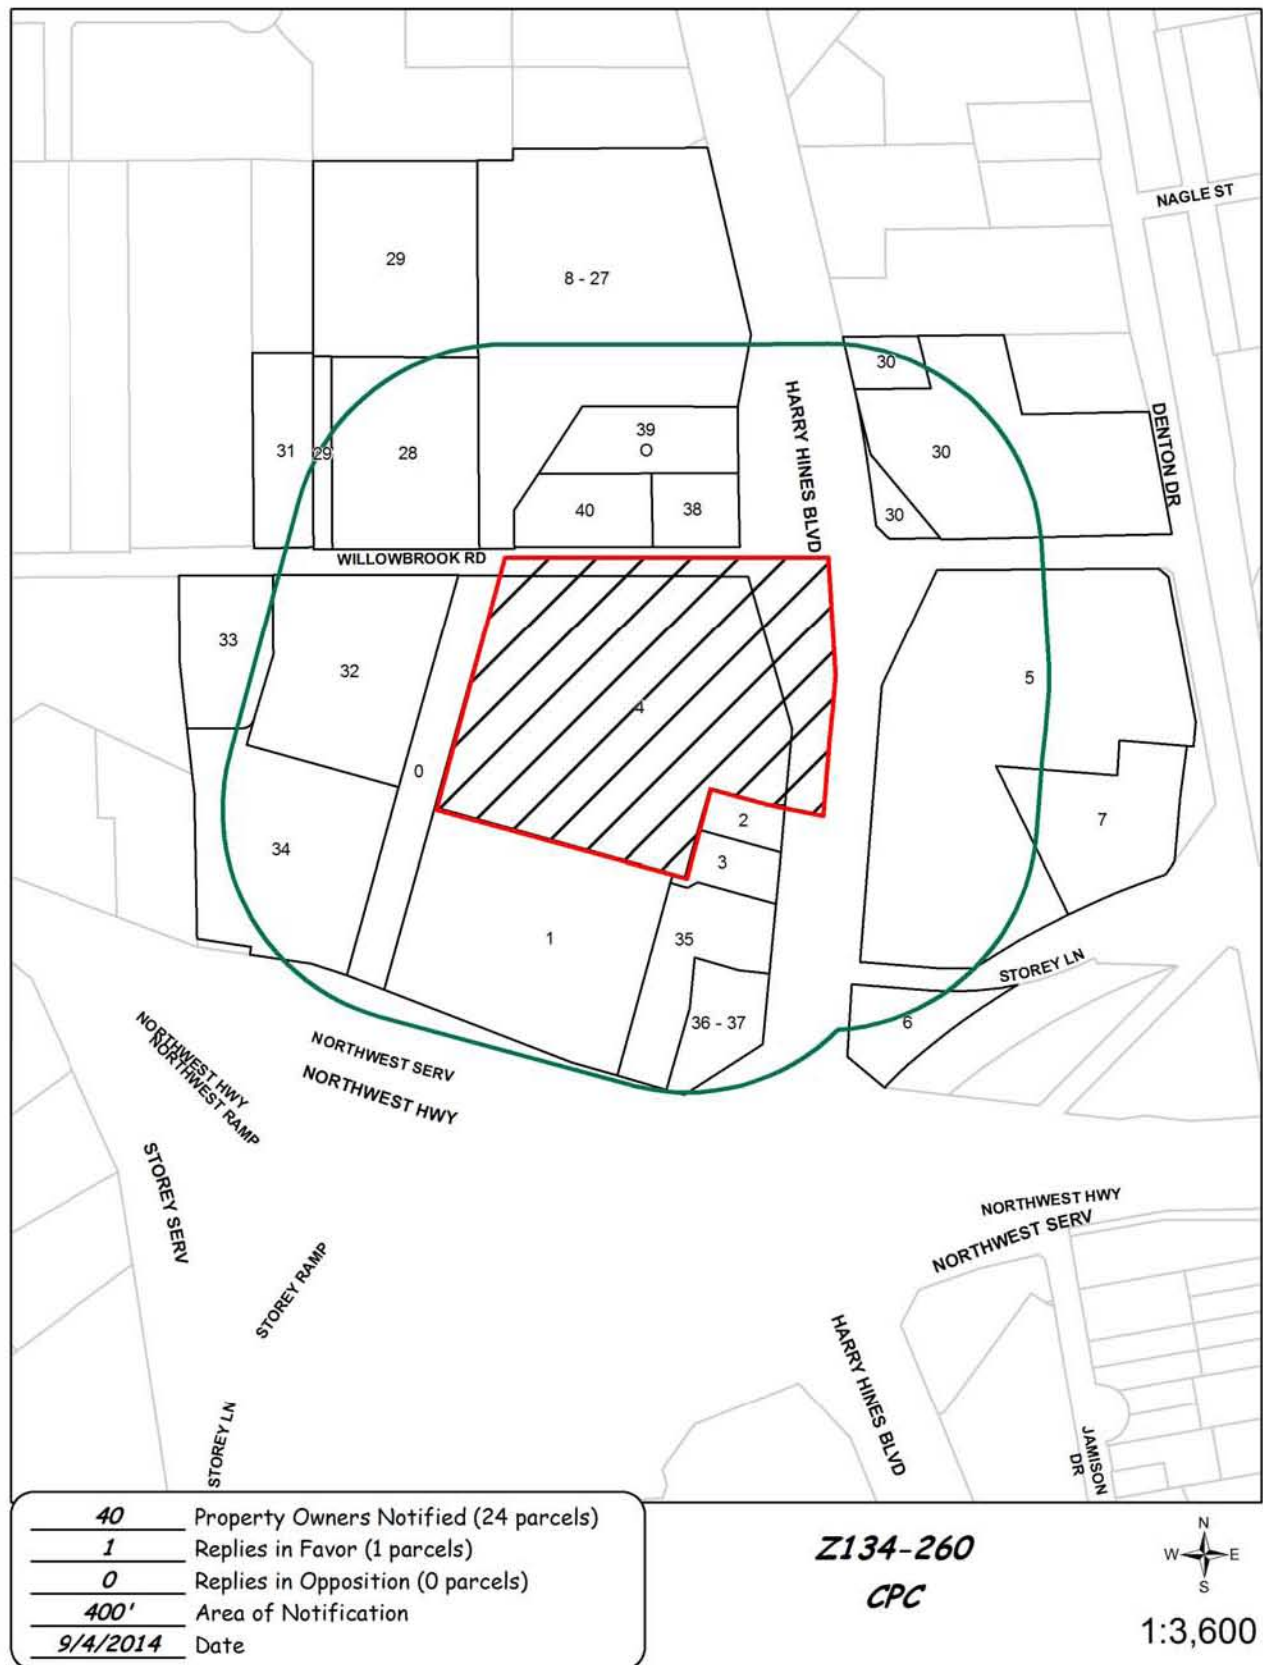 NAGLE ST
29
8 - 27
30
HARRY HINES BLVD
DENTON DR
39
O
31
29
28
30
40
38
30
WILLOWBROOK RD
33
32
5
4
0
2
7
3
34
1
35
STOREY LN
36 - 37
6
NORTHWEST HWY
NORTHWEST RAMP
NORTHWEST SERV
NORTHWEST HWY
STOREY SERV
NORTHWEST HWY
NORTHWEST SERV
STOREY RAMP
HARRY HINES BLVD
STOREY LN
JAMISON
DR
40 Property Owners Notified (24 parcels)
1 Replies in Favor (1 parcels)
0 Replies in Opposition (0 parcels)
400' Area of Notification
9/4/2014 Date
Z134-260
CPC
N
W E
S
1:3,600